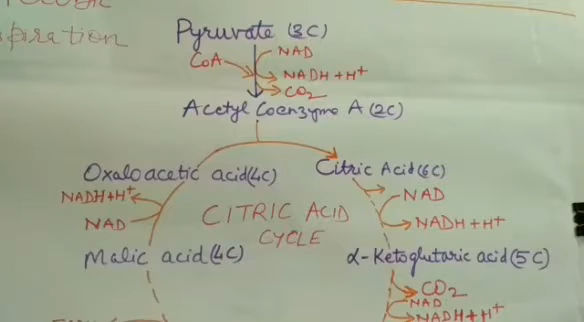 piration
Pyruvate (3C)
CoA
NAD
NADH + H+
CO2
Acetyl Coenzyme A (2C)
Oxaloacetic acid (4C)
Citric Acid (6C)
NADH+H+
NAD
CITRIC ACID
CYCLE
NAD
NADH + H+
Malic acid (4C)
α-Ketoglutaric acid (5C)
CO2
NAD
NADH + H+